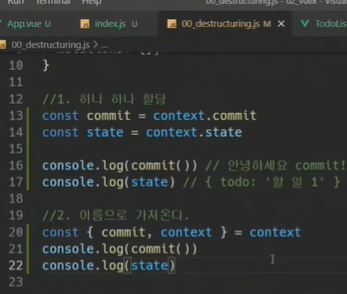 Run Terminal Help 00_destructuring.js - 02_vuex - Visual
App.vue index.js 00_destructuring.js M TodoList
00_destructuring.js > ...
10 }
11
12 //1. 하나 하나 할당
13 const commit = context.commit
14 const state = context.state
15
16 console.log(commit()) // 안녕하세요 commit!
17 console.log(state) // { todo: '할 일 1' }
18
19 //2. 이름으로 가져온다.
20 const { commit, context } = context
21 console.log(commit())
22 console.log(state)